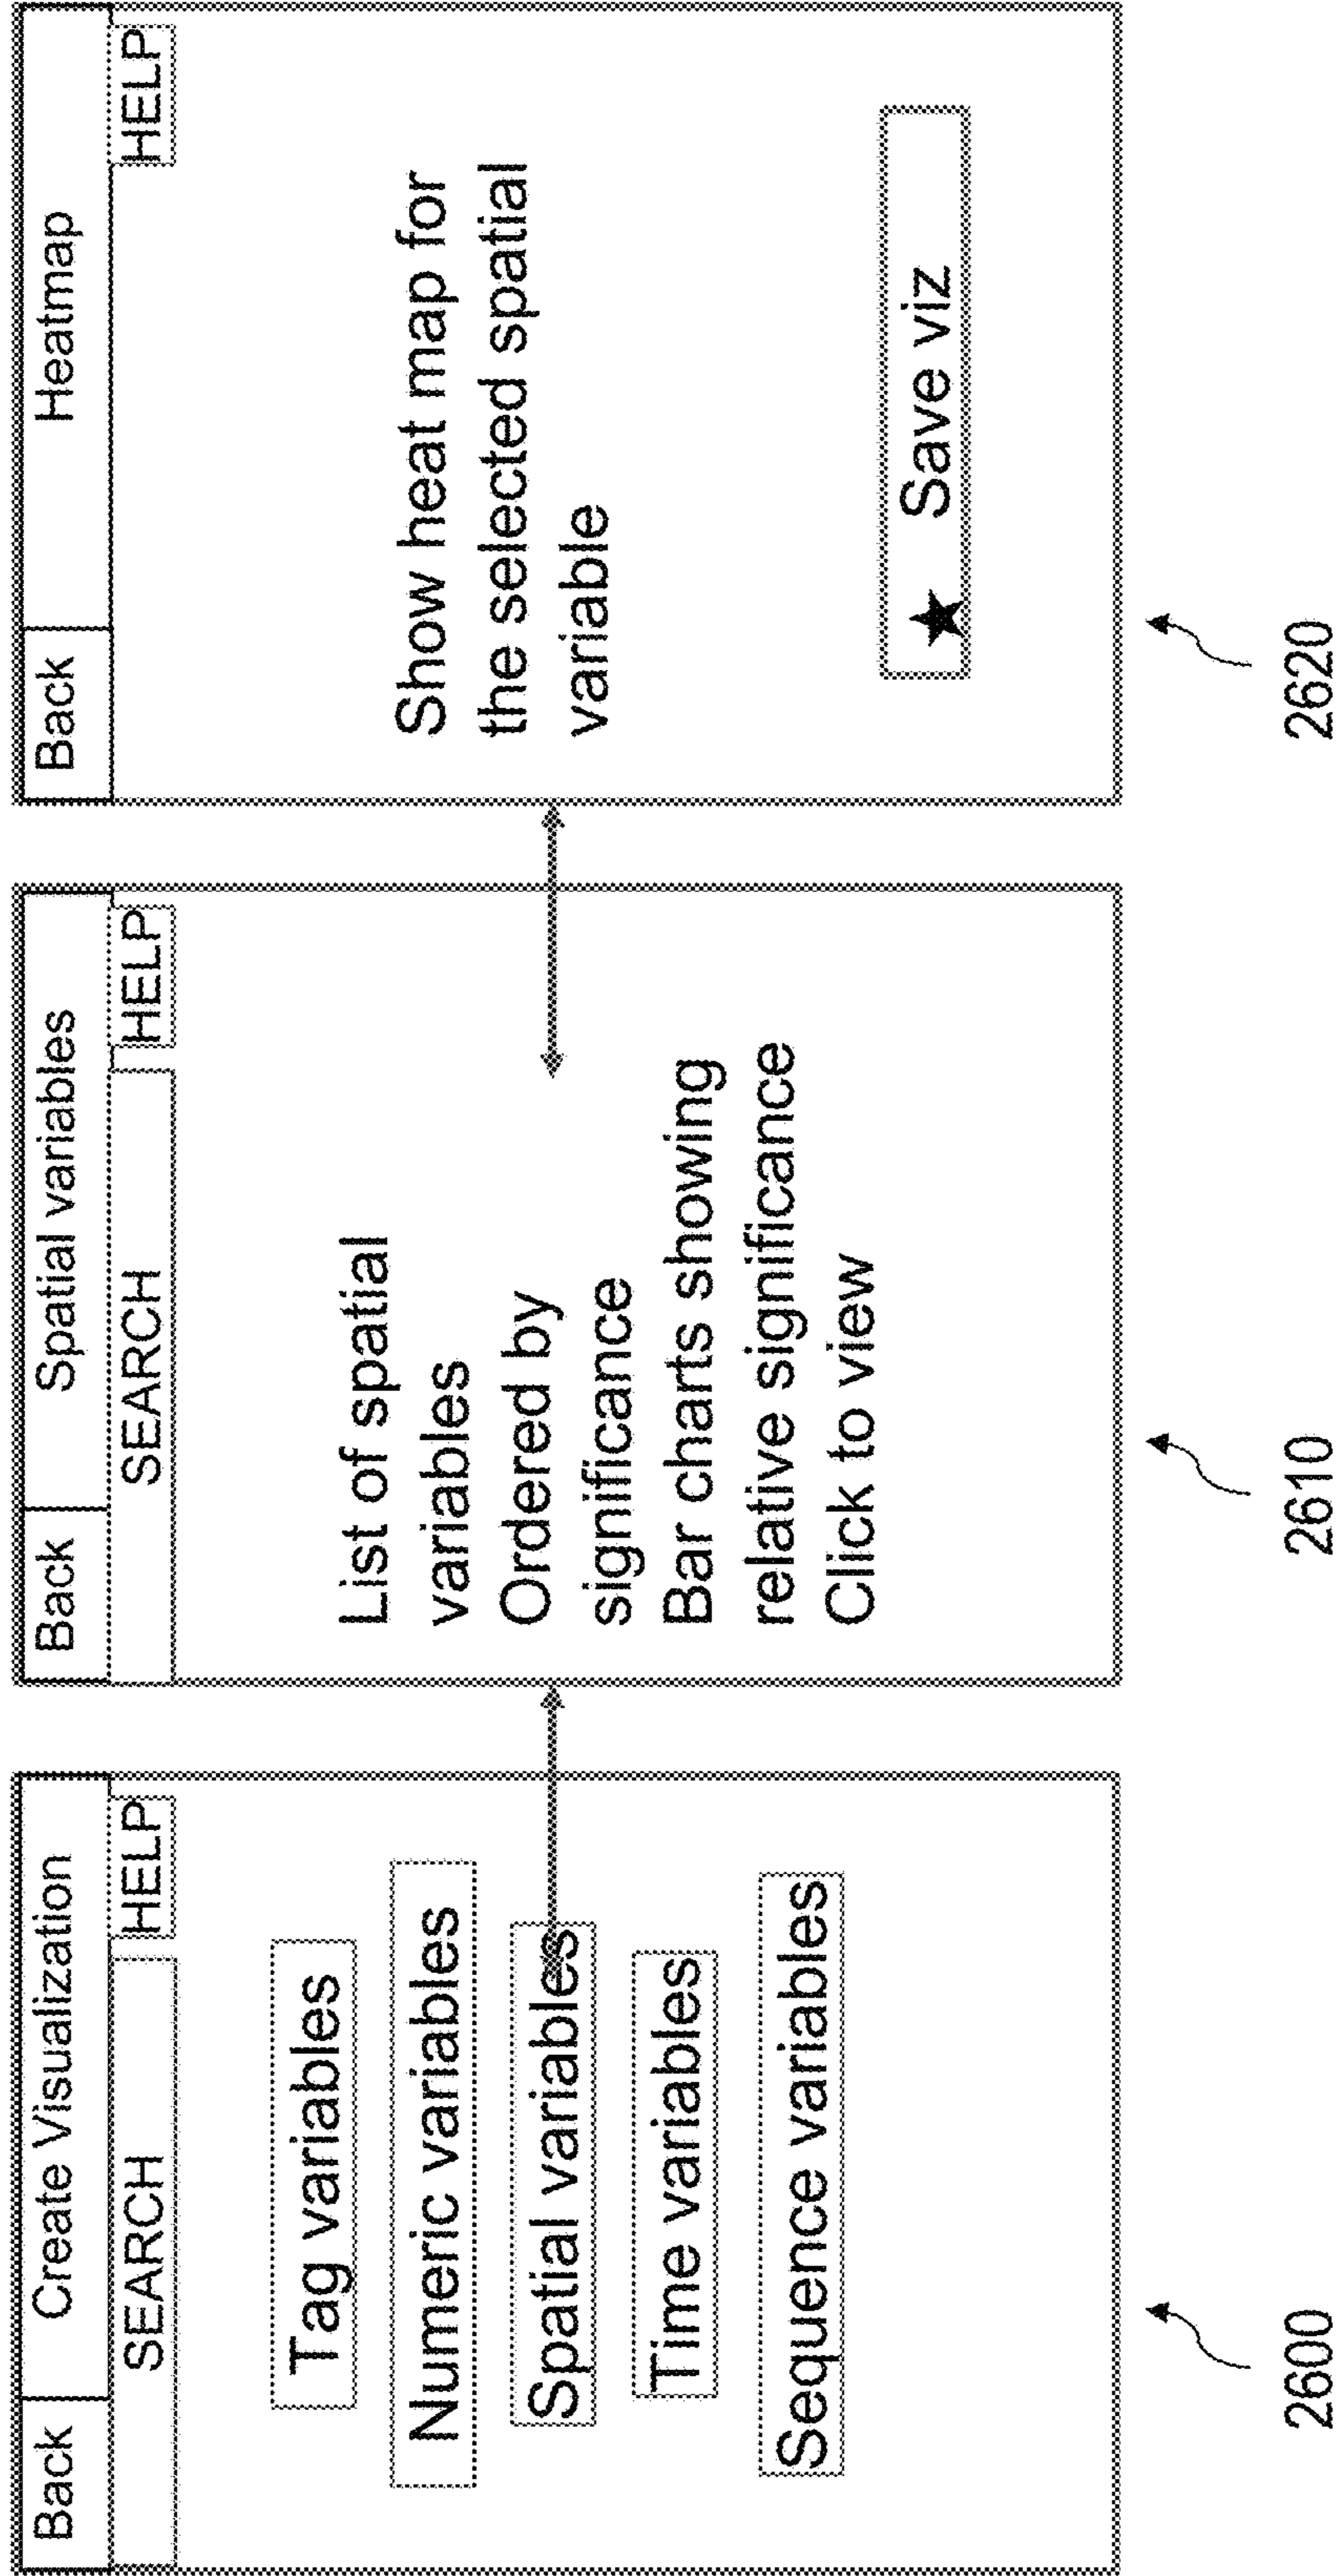 Back
Create Visualization
SEARCH
HELP
Tag variables
Numeric variables
Spatial variables
Time variables
Sequence variables
2600
Back
Spatial variables
SEARCH
HELP
List of spatial
variables
Ordered by
significance
Bar charts showing
relative significance
Click to view
2610
Back
Heatmap
HELP
Show heat map for
the selected spatial
variable
★ Save viz
2620